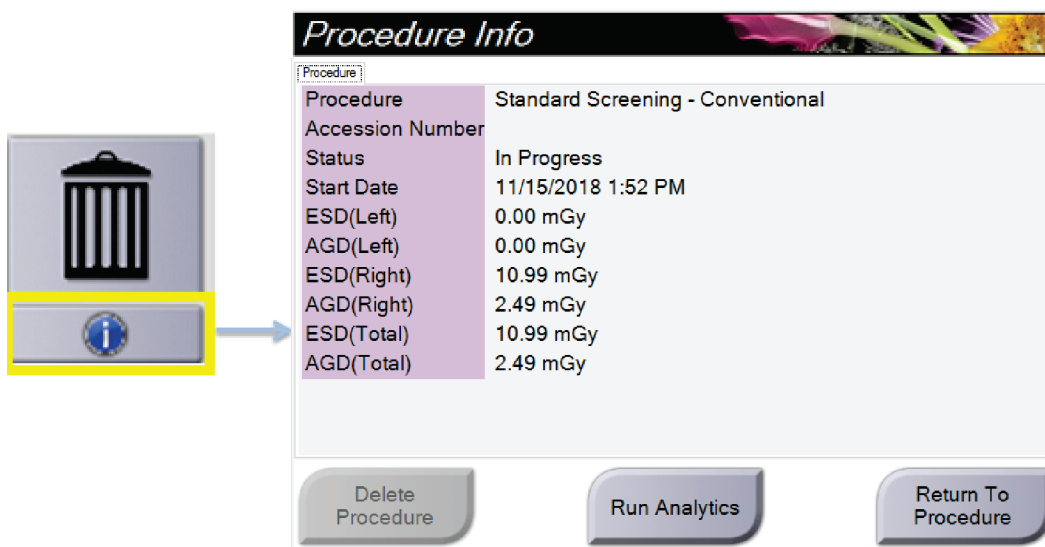 Procedure Info
Procedure
Procedure Standard Screening - Conventional
Accession Number
Status In Progress
Start Date 11/15/2018 1:52 PM
ESD(Left) 0.00 mGy
AGD(Left) 0.00 mGy
ESD(Right) 10.99 mGy
AGD(Right) 2.49 mGy
ESD(Total) 10.99 mGy
AGD(Total) 2.49 mGy
i
Delete
Procedure
Run Analytics
Return To
Procedure